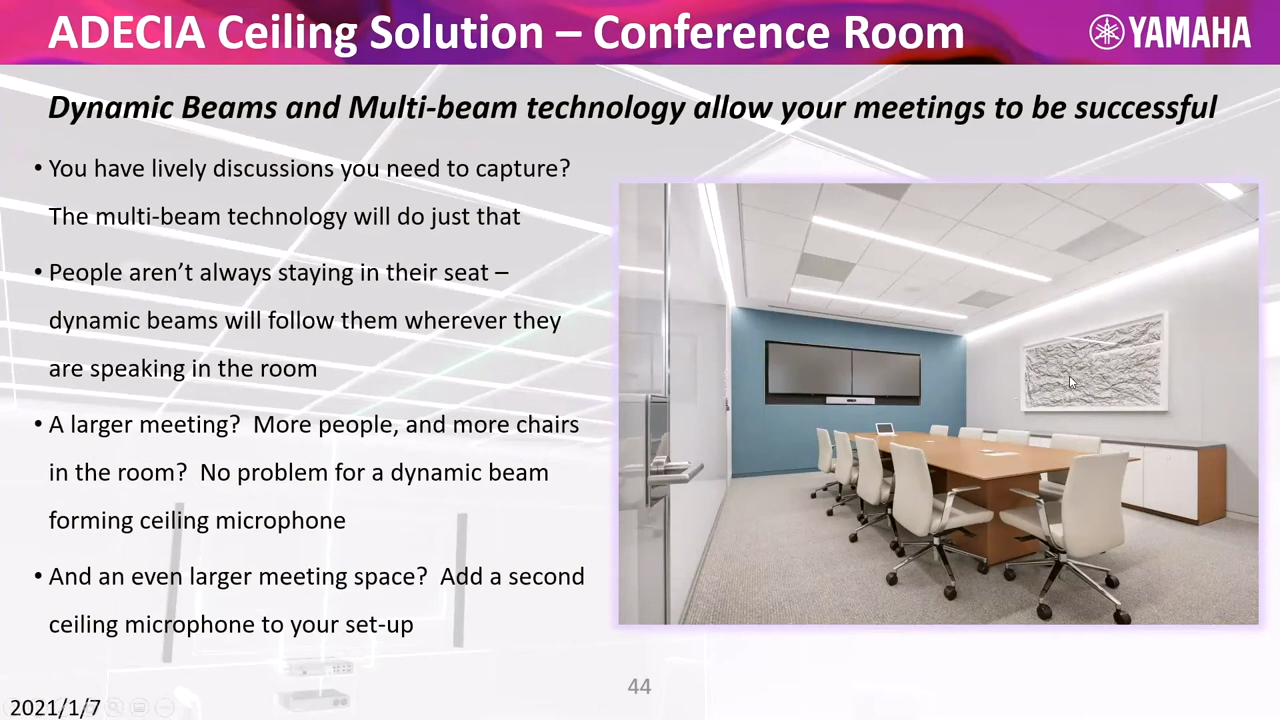 ADECIA Ceiling Solution – Conference Room
YAMAHA
Dynamic Beams and Multi-beam technology allow your meetings to be successful
• You have lively discussions you need to capture?
The multi-beam technology will do just that
• People aren’t always staying in their seat –
dynamic beams will follow them wherever they
are speaking in the room
• A larger meeting?  More people, and more chairs
in the room?  No problem for a dynamic beam
forming ceiling microphone
• And an even larger meeting space?  Add a second
ceiling microphone to your set-up
44
2021/1/7